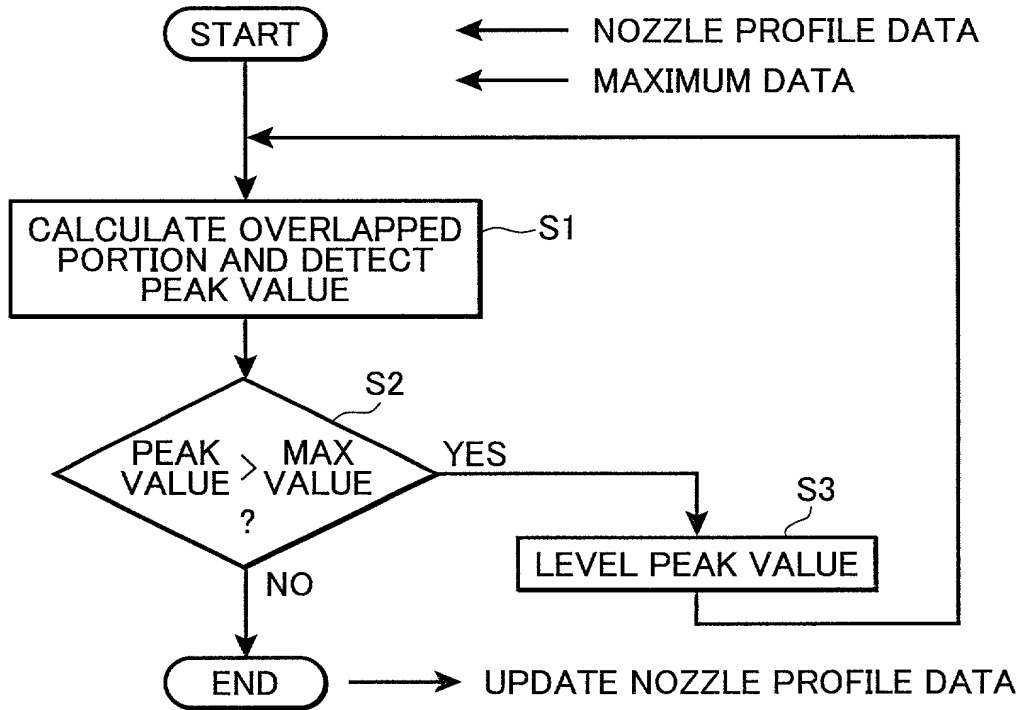 START
NOZZLE PROFILE DATA
MAXIMUM DATA
CALCULATE OVERLAPPED
PORTION AND DETECT
PEAK VALUE
S1
S2
PEAK VALUE > MAX VALUE
?
YES
NO
S3
LEVEL PEAK VALUE
END
UPDATE NOZZLE PROFILE DATA